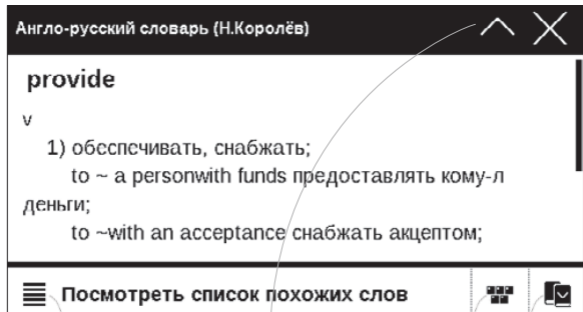 Англо-русский словарь (Н.Королёв)
provide
v
1) обеспечивать, снабжать;
to ~ a personwith funds предоставлять кому-л
деньги;
to ~with an acceptance снабжать акцептом;
Посмотреть список похожих слов